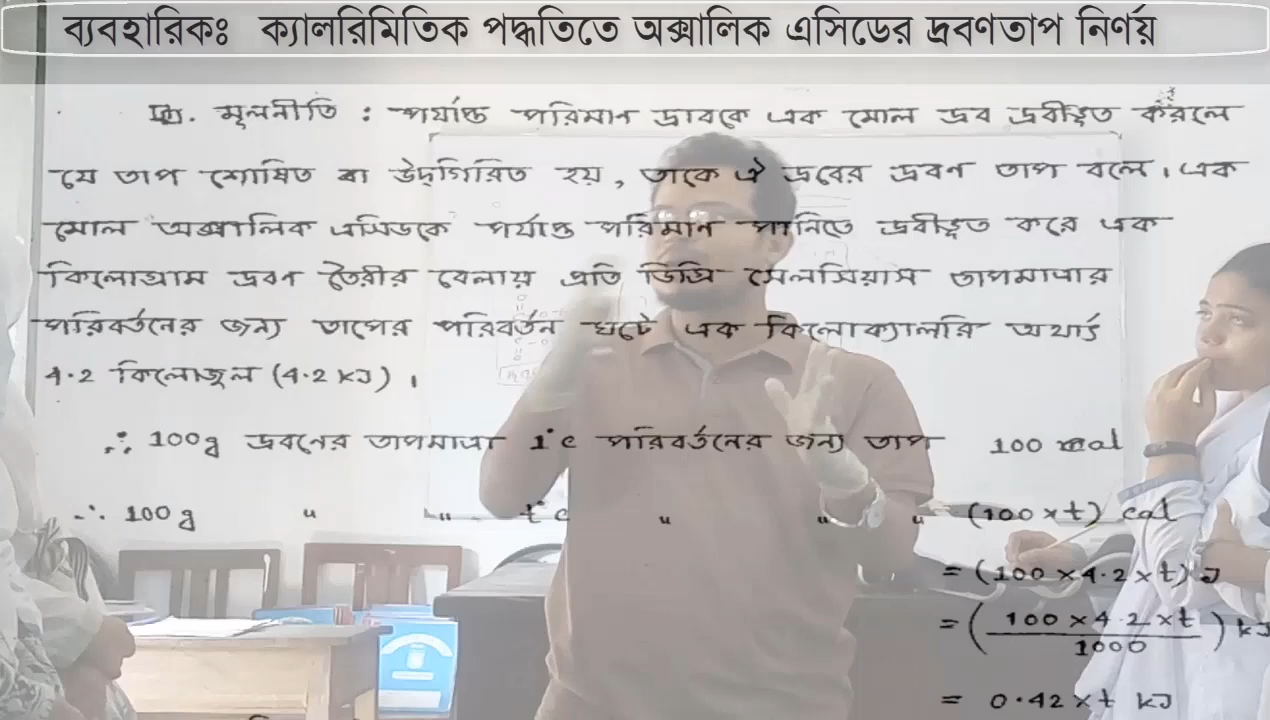 ব্যবহারিকঃ ক্যালরিমিতিক পদ্ধতিতে অক্সালিক এসিডের দ্রবণতাপ নির্ণয়
মূলনীতি : পর্যাপ্ত পরিমান দ্রাবকে এক মোল দ্রব দ্রবীভূত করলে
যে তাপ শোষিত বা উদ্‌গিরিত হয়, তাকে ঐ দ্রবের দ্রবণ তাপ বলে। এক
মোল অক্সালিক এসিডকে পর্যাপ্ত পরিমান পানিতে দ্রবীভূত করে এক
কিলোগ্রাম দ্রবণ তৈরীর বেলায় প্রতি ডিগ্রি সেলসিয়াস তাপমাত্রার
পরিবর্তনের জন্য তাপের পরিবর্তন ঘটে এক কিলোক্যালরি অথার্ৎ
4.2 কিলোজুল (4.2 kJ) ।
∴ 100g দ্রবনের তাপমাত্রা 1°c পরিবর্তনের জন্য তাপ 100 cal
∴ 100 g " " t°c " " " (100 × t) cal
= (100 × 4.2 × t) J
= (100 × 4.2 × t / 1000) kJ
= 0.42 × t kJ